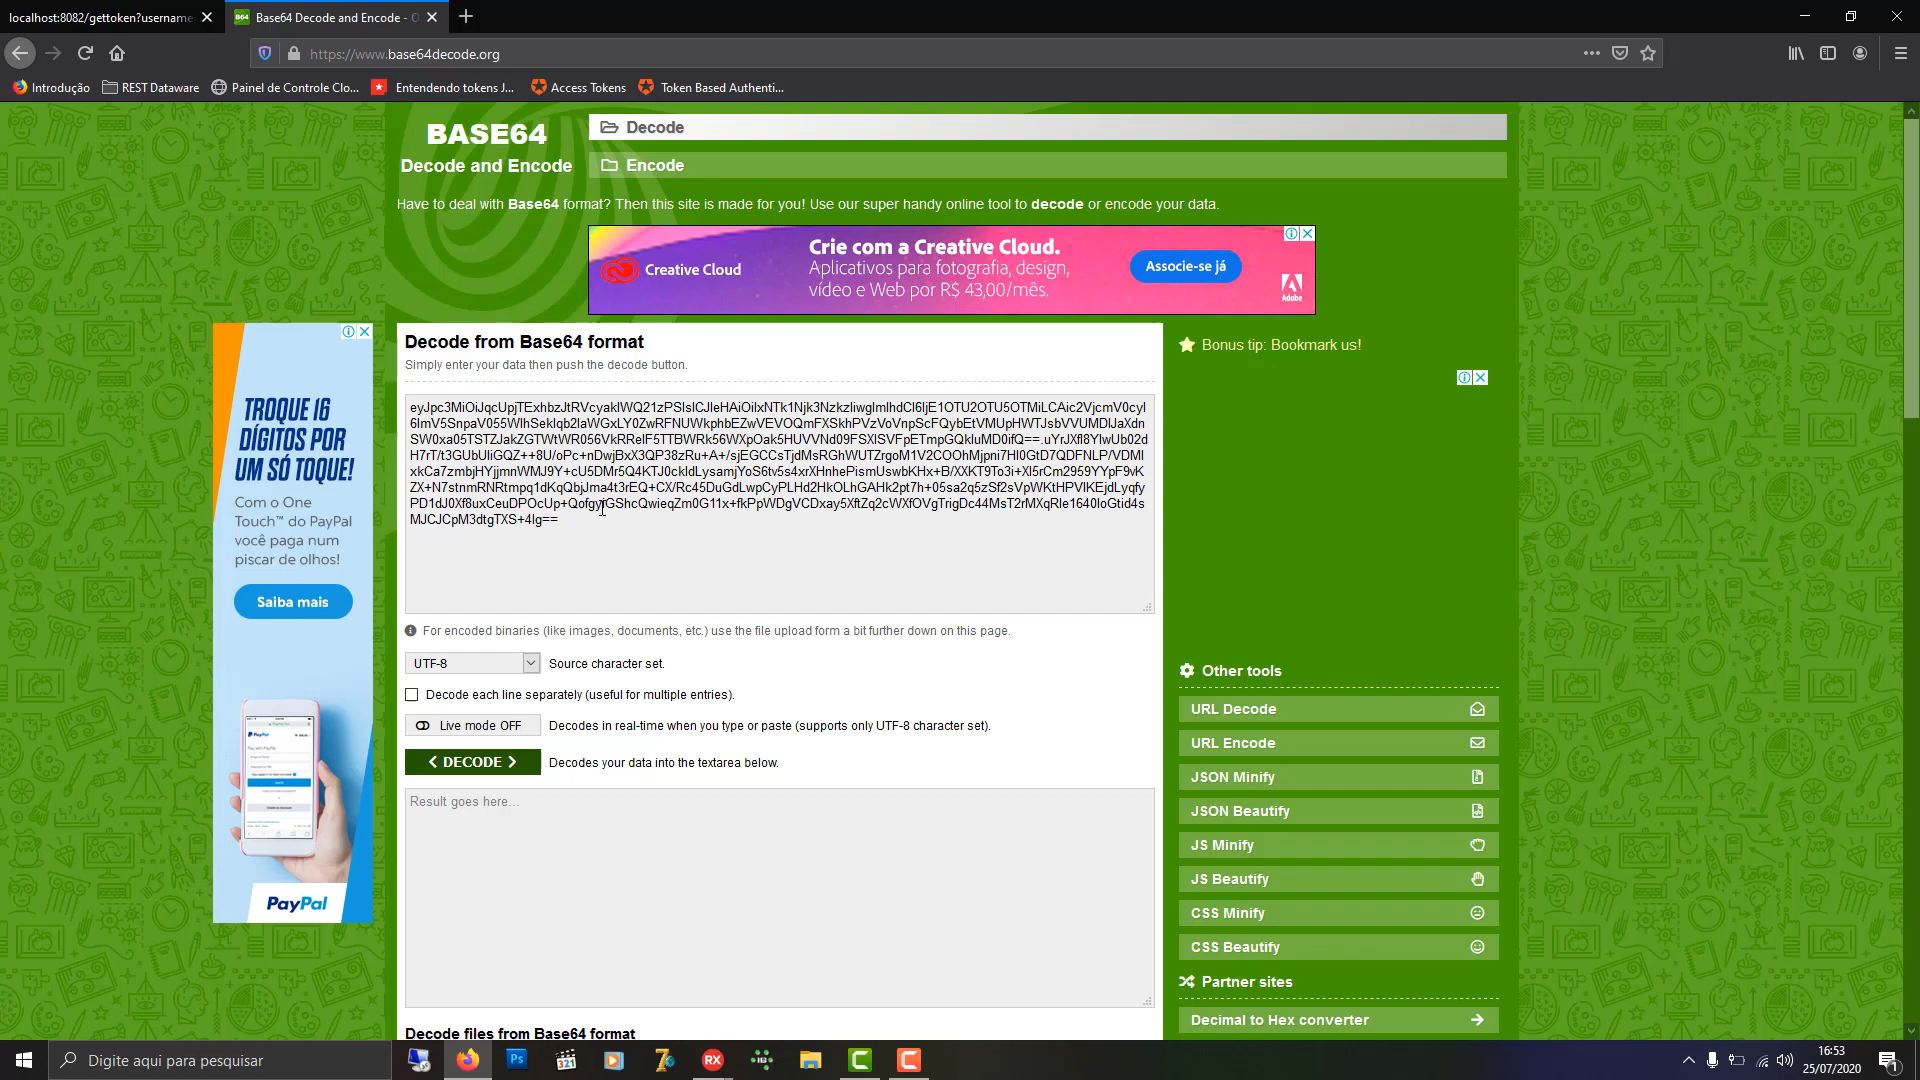 localhost:8082/gettoken?username
Base64 Decode and Encode - O
https://www.base64decode.org
Introdução
REST Dataware
Painel de Controle Clo...
Entendendo tokens J...
Access Tokens
Token Based Authenti...
BASE64
Decode and Encode
Decode
Encode
Have to deal with Base64 format? Then this site is made for you! Use our super handy online tool to decode or encode your data.
Creative Cloud
Crie com a Creative Cloud.
Aplicativos para fotografia, design,
vídeo e Web por R$ 43,00/mês.
Associe-se já
Adobe
TROQUE 16
DÍGITOS POR
UM SÓ TOQUE!
Com o One
Touch™ do PayPal
você paga num
piscar de olhos!
Saiba mais
PayPal
Decode from Base64 format
Simply enter your data then push the decode button.
For encoded binaries (like images, documents, etc.) use the file upload form a bit further down on this page.
UTF-8
Source character set.
Decode each line separately (useful for multiple entries).
Live mode OFF
Decodes in real-time when you type or paste (supports only UTF-8 character set).
DECODE
Decodes your data into the textarea below.
Result goes here...
Decode files from Base64 format
Bonus tip: Bookmark us!
Other tools
URL Decode
URL Encode
JSON Minify
JSON Beautify
JS Minify
JS Beautify
CSS Minify
CSS Beautify
Partner sites
Decimal to Hex converter
Digite aqui para pesquisar
16:53
25/07/2020